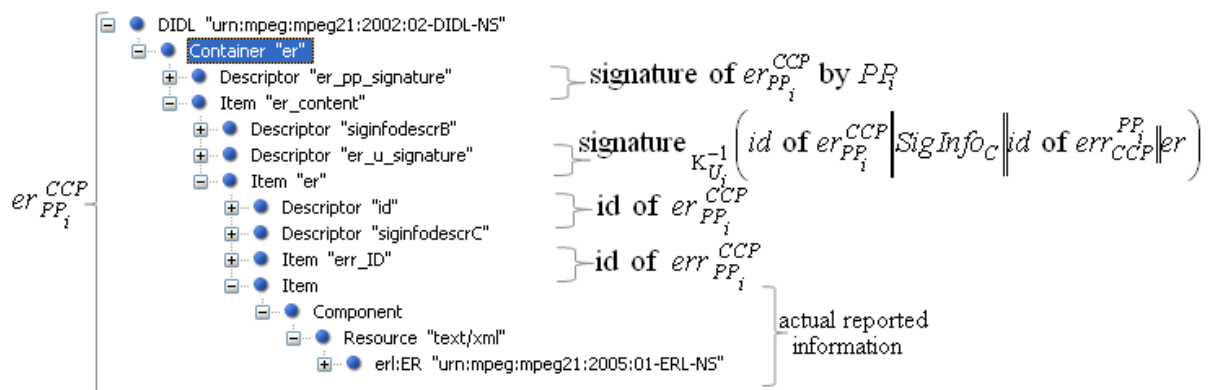 DIDL "urn:mpeg:mpeg21:2002:02-DIDL-NS"
Container "er"
Descriptor "er_pp_signature"
signature of er_{PP_i}^{CCP} by PP_i
Item "er_content"
Descriptor "siginfodescrB"
Descriptor "er_u_signature"
signature_{K_{U_i}^{-1}}(id of er_{PP_i}^{CCP}|SigInfo_C||id of err_{CCP}^{PP_i}||er)
Item "er"
er_{PP_i}^{CCP}
Descriptor "id"
id of er_{PP_i}^{CCP}
Descriptor "siginfodescrC"
Item "err_ID"
id of err_{PP_i}^{CCP}
Item
Component
Resource "text/xml"
erl:ER "urn:mpeg:mpeg21:2005:01-ERL-NS"
actual reported
information